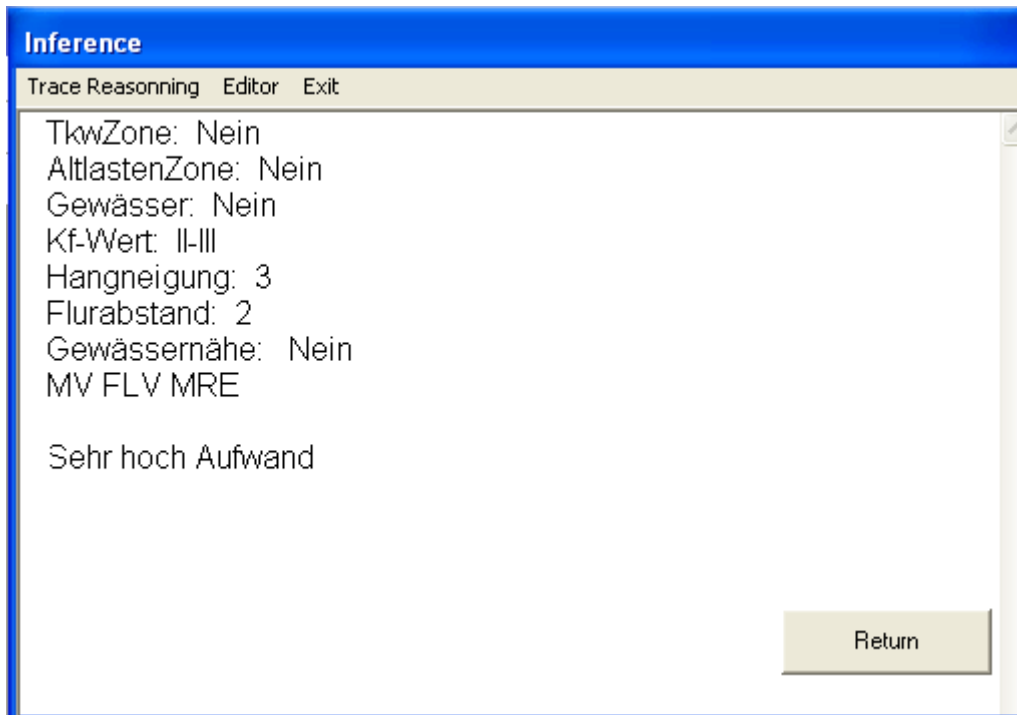 Inference
Trace Reasonning Editor Exit
TkwZone: Nein
AltlastenZone: Nein
Gewässer: Nein
Kf-Wert: II-III
Hangneigung: 3
Flurabstand: 2
Gewässernähe: Nein
MV FLV MRE
Sehr hoch Aufwand
Return